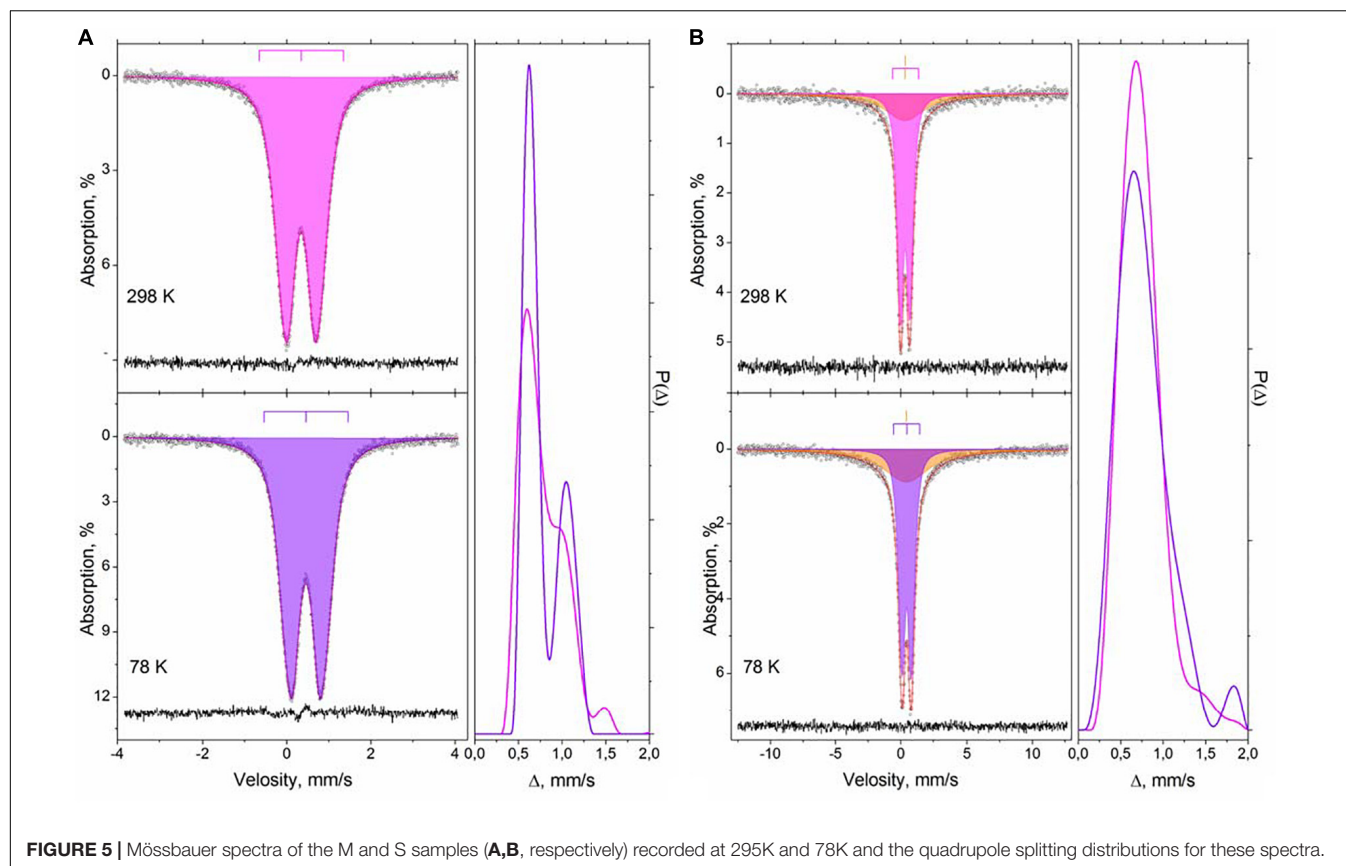 A
B
0
3
6
-
Absorption, %
298 K
0
3
6
9
12
Absorption, %
78 K
-4
-2
0
2
4
Velosity, mm/s
P(Δ)
0,0
0,5
1,0
1,5
2,0
Δ, mm/s
0
1
2
3
4
5
Absorption, %
298 K
0
2
4
6
Absorption, %
78 K
-10
-5
0
5
10
Velosity, mm/s
P(Δ)
0,0
0,5
1,0
1,5
2,0
Δ, mm/s
FIGURE 5 | Mössbauer spectra of the M and S samples (A,B, respectively) recorded at 295K and 78K and the quadrupole splitting distributions for these spectra.